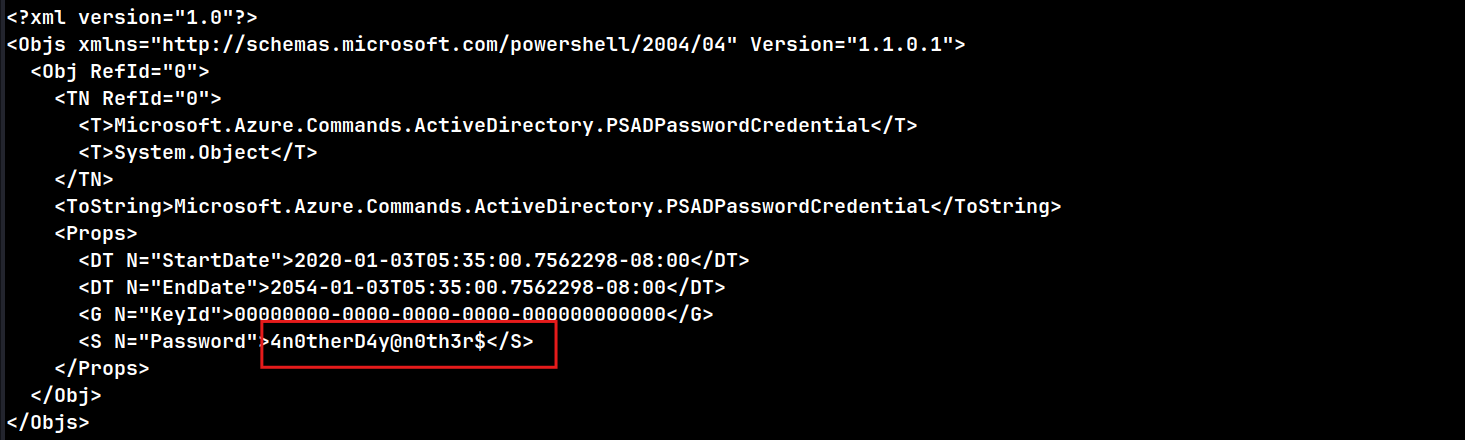 <?xml version="1.0"?>
<Objs xmlns="http://schemas.microsoft.com/powershell/2004/04" Version="1.1.0.1">
  <Obj RefId="0">
    <TN RefId="0">
      <T>Microsoft.Azure.Commands.ActiveDirectory.PSADPasswordCredential</T>
      <T>System.Object</T>
    </TN>
    <ToString>Microsoft.Azure.Commands.ActiveDirectory.PSADPasswordCredential</ToString>
    <Props>
      <DT N="StartDate">2020-01-03T05:35:00.7562298-08:00</DT>
      <DT N="EndDate">2054-01-03T05:35:00.7562298-08:00</DT>
      <G N="KeyId">00000000-0000-0000-0000-000000000000</G>
      <S N="Password">4n0therD4y@n0th3r$</S>
    </Props>
  </Obj>
</Objs>